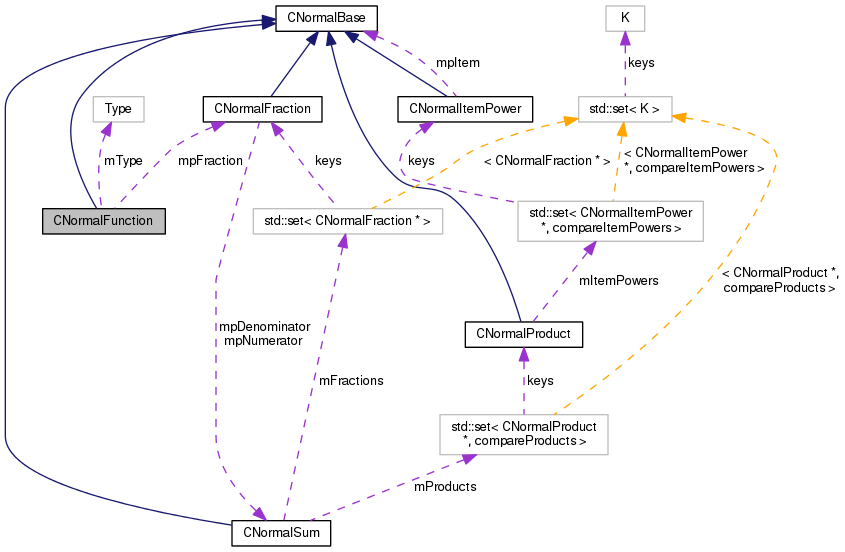 CNormalBase
K
mpItem
keys
Type
CNormalFraction
CNormalItemPower
std::set< K >
mType
mpFraction
keys
keys
< CNormalFraction * >
< CNormalItemPower
*, compareItemPowers >
CNormalFunction
std::set< CNormalFraction * >
std::set< CNormalItemPower
*, compareItemPowers >
< CNormalProduct *,
compareProducts >
mItemPowers
mpDenominator
mpNumerator
CNormalProduct
mFractions
keys
std::set< CNormalProduct
*, compareProducts >
mProducts
CNormalSum